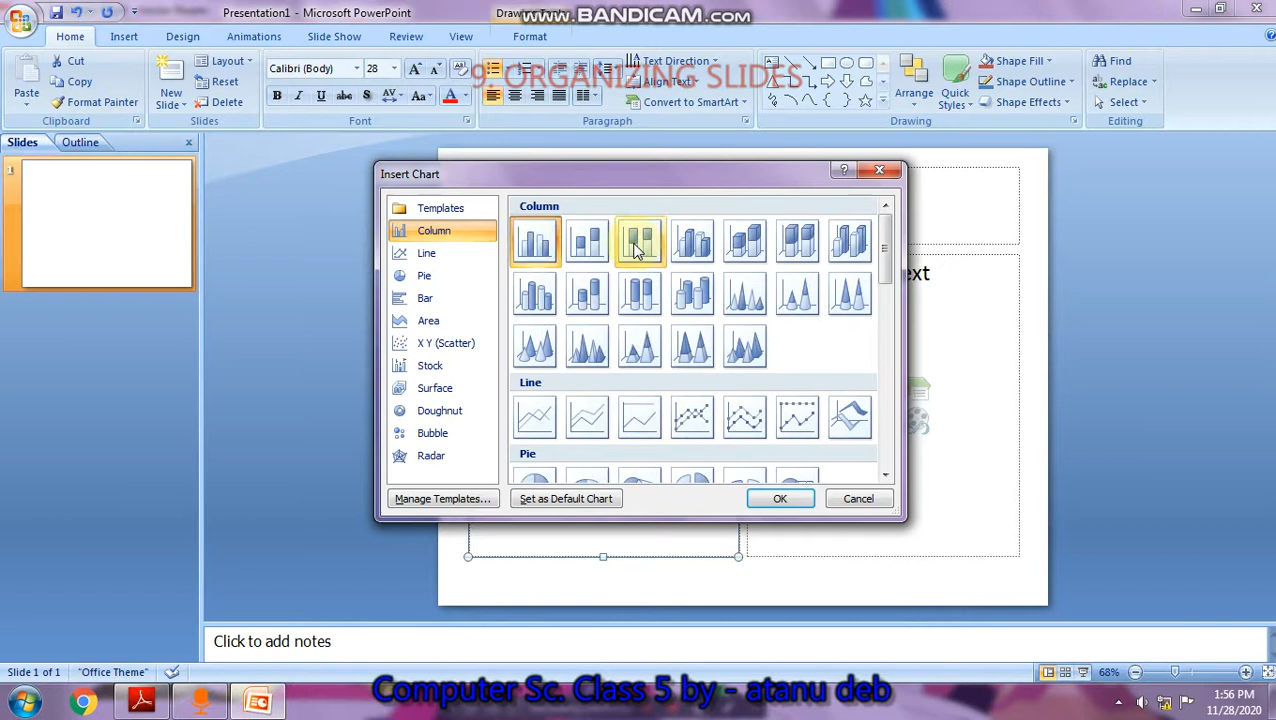 Presentation1 - Microsoft PowerPoint
www.BANDICAM.com
Home Insert Design Animations Slide Show Review View Format
9. ORGANIZING SLIDES
Paste
Cut
Copy
Format Painter
Clipboard
New Slide
Layout
Reset
Delete
Slides
Calibri (Body) 28
B I U abc S AV Aa A
Font
Text Direction
Align Text
Convert to SmartArt
Paragraph
Arrange
Quick Styles
Shape Fill
Shape Outline
Shape Effects
Drawing
Find
Replace
Select
Editing
Slides Outline
1
Insert Chart
Templates
Column
Line
Pie
Bar
Area
X Y (Scatter)
Stock
Surface
Doughnut
Bubble
Radar
Column
Line
Pie
Manage Templates...
Set as Default Chart
OK
Cancel
ext
Click to add notes
Slide 1 of 1 "Office Theme" 68%
Computer Sc. Class 5 by - atanu deb
1:56 PM
11/28/2020